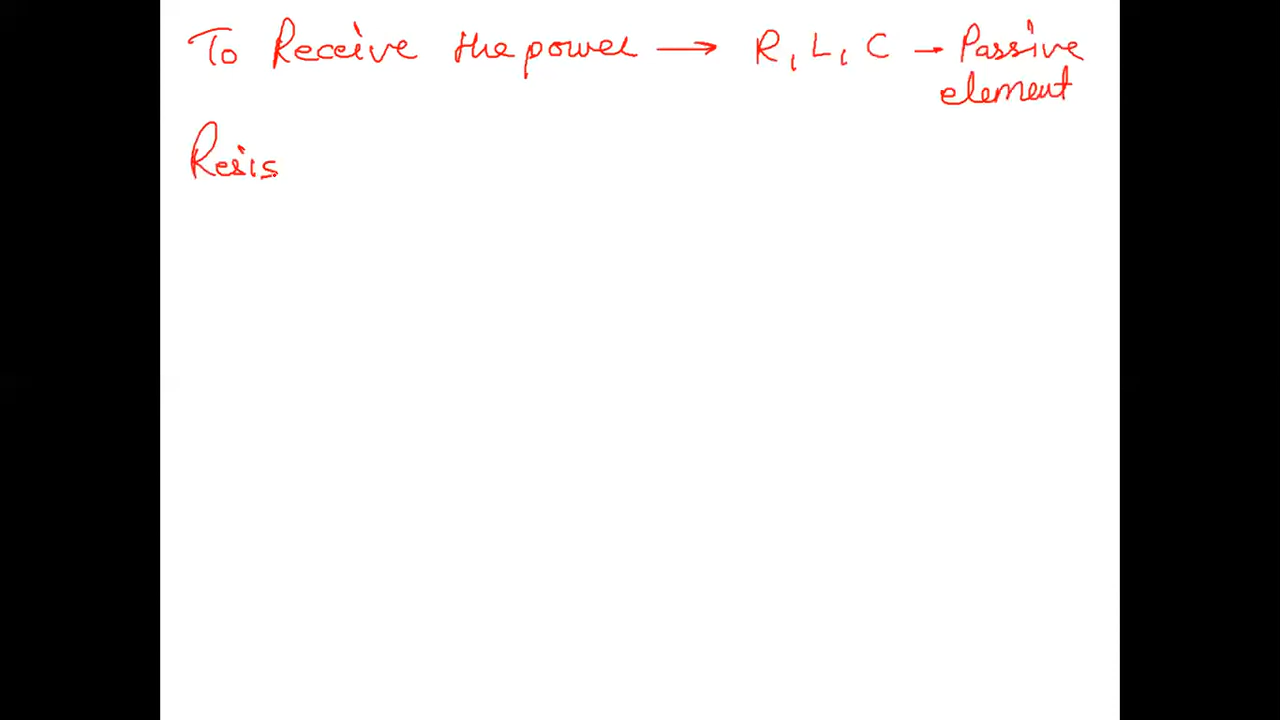 To Receive the power → R, L, C → Passive
element
Resis